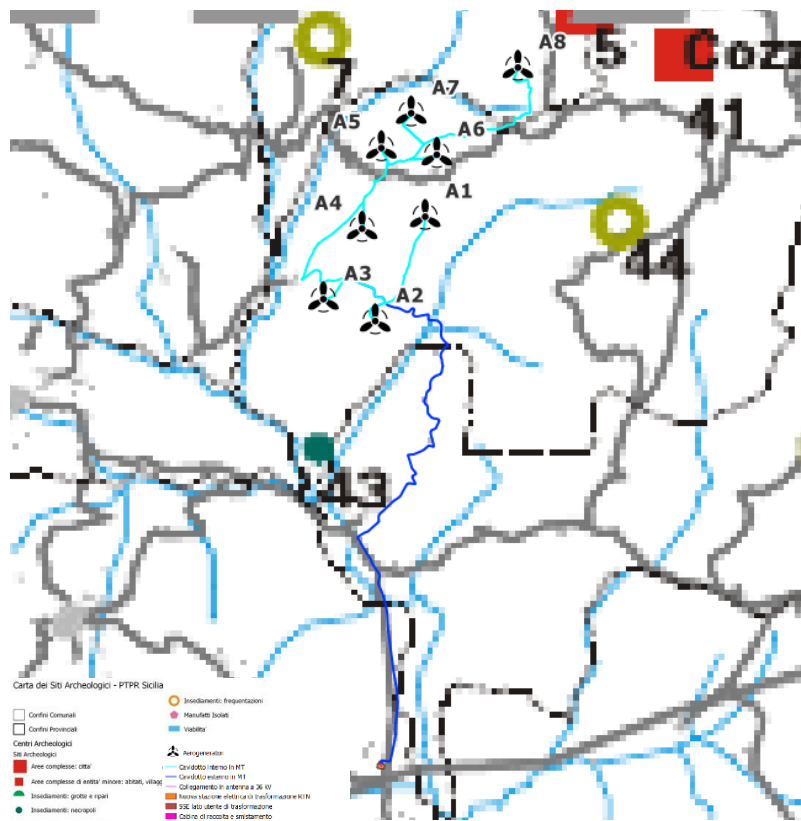 A8
5
Coz
A7
41
A5
A6
A1
A4
44
A3
A2
43
Carta dei Siti Archeologici - PTPR Sicilia
Confini Comunali
Confini Provinciali
Centri Archeologici
Siti Archeologici
Aree complesse: citta'
Aree complesse di entita' minore: abitati, villagg
Insediamenti: grotte e ripari
Insediamenti: necropoli
Insediamenti: frequentazioni
Manufatti Isolati
Viabilita'
Aerogeneratori
Cavidotto interno in MT
Cavidotto esterno in MT
Collegamento in antenna a 36 kV
Nuova stazione elettrica di trasformazione RTN
SSE lato utente di trasformazione
Cabina di raccolta e smistamento